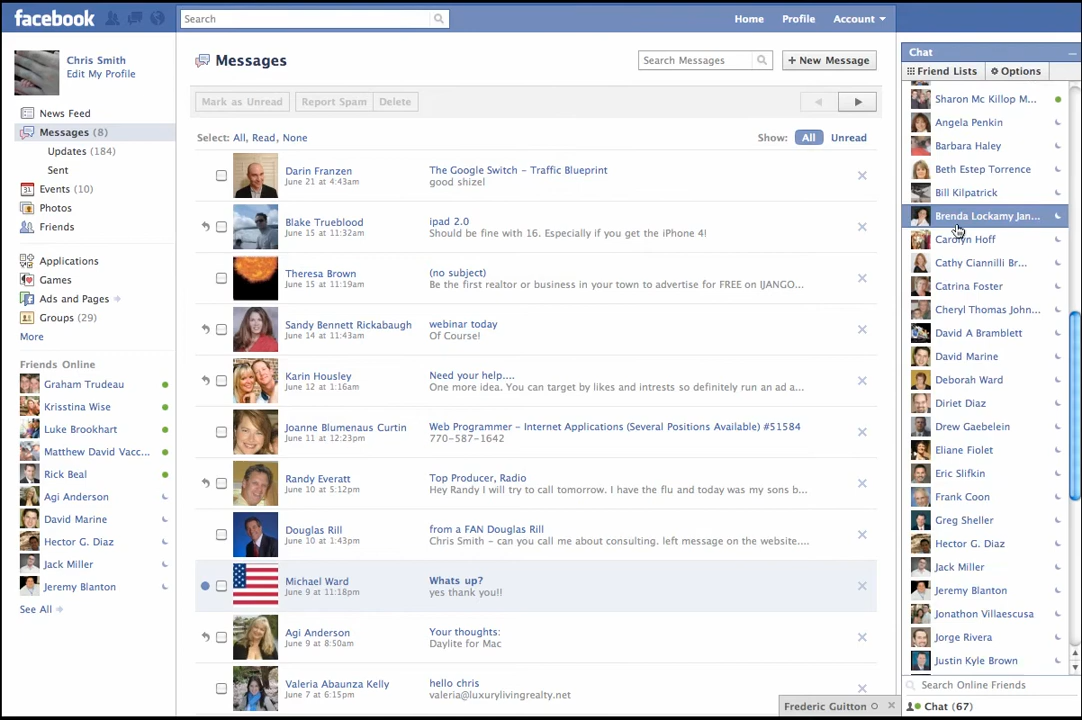 facebook
Search
Home
Profile
Account
Chris Smith
Edit My Profile
News Feed
Messages (8)
Updates (184)
Sent
Events (10)
Photos
Friends
Applications
Games
Ads and Pages
Groups (29)
More
Friends Online
Graham Trudeau
Krisstina Wise
Luke Brookhart
Matthew David Vacc...
Rick Beal
Agi Anderson
David Marine
Hector G. Diaz
Jack Miller
Jeremy Blanton
See All
Messages
Search Messages
+ New Message
Mark as Unread
Report Spam
Delete
Select: All, Read, None
Show: All Unread
Darin Franzen
June 21 at 4:43am
The Google Switch – Traffic Blueprint
good shizel
Blake Trueblood
June 15 at 11:32am
ipad 2.0
Should be fine with 16. Especially if you get the iPhone 4!
Theresa Brown
June 15 at 11:19am
(no subject)
Be the first realtor or business in your town to advertise for FREE on IJANGO...
Sandy Bennett Rickabaugh
June 14 at 11:43am
webinar today
Of Course!
Karin Housley
June 12 at 1:16am
Need your help....
One more idea. You can target by likes and intrests so definitely run an ad a...
Joanne Blumenaus Curtin
June 11 at 12:23pm
Web Programmer – Internet Applications (Several Positions Available) #51584
770-587-1642
Randy Everatt
June 10 at 5:12pm
Top Producer, Radio
Hey Randy I will try to call tomorrow. I have the flu and today was my sons b...
Douglas Rill
June 10 at 1:43pm
from a FAN Douglas Rill
Chris Smith – can you call me about consulting. left message on the website....
Michael Ward
June 9 at 11:18pm
Whats up?
yes thank you!!
Agi Anderson
June 9 at 8:50am
Your thoughts:
Daylite for Mac
Valeria Abaunza Kelly
June 7 at 6:15pm
hello chris
valeria@luxurylivingrealty.net
Chat
Friend Lists
Options
Sharon Mc Killop M...
Angela Penkin
Barbara Haley
Beth Estep Torrence
Bill Kilpatrick
Brenda Lockamy Jan...
Carolyn Hoff
Cathy Ciannilli Br...
Catrina Foster
Cheryl Thomas John...
David A Bramblett
David Marine
Deborah Ward
Diriet Diaz
Drew Gaebelein
Eliane Fiolet
Eric Slifkin
Frank Coon
Greg Sheller
Hector G. Diaz
Jack Miller
Jeremy Blanton
Jonathon Villaescusa
Jorge Rivera
Justin Kyle Brown
Search Online Friends
Frederic Guitton
Chat (67)